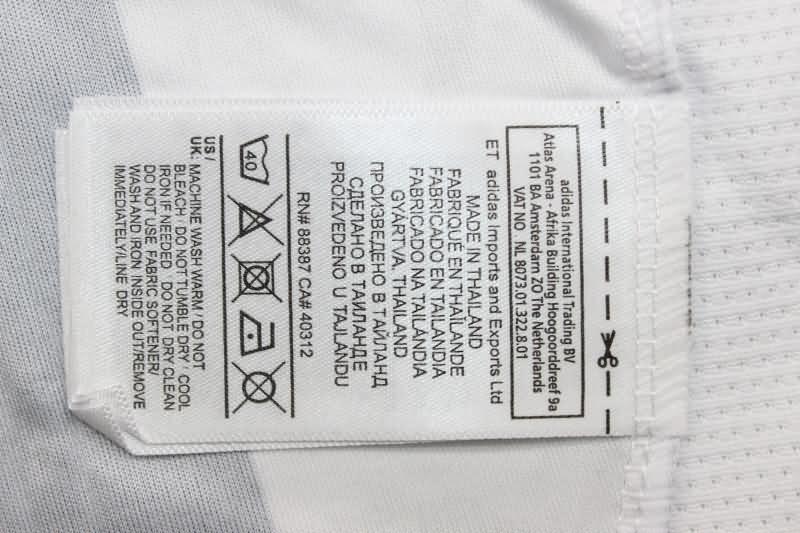 adidas International Trading BV
Atlas Arena - Afrika Building Hoogoorddreef 9a
1101 BA Amsterdam ZO The Netherlands
VAT NO. NL 8073.01.322.8.01
ET adidas Imports and Exports Ltd
MADE IN THAILAND
FABRIQUE EN THAÏLANDE
FABRICADO EN TAILANDIA
FABRICADO NA TAILANDIA
GYÁRTVA. THAILAND
ПРОИЗВЕДЕНО В ТАЙЛАНД
СДЕЛАНО В ТАИЛАНДЕ
PROIZVEDENO U TAJLANDU
RN# 88387 CA# 40312
40
US /
UK: MACHINE WASH WARM / DO NOT
BLEACH / DO NOT TUMBLE DRY / COOL
IRON IF NEEDED DO NOT DRY CLEAN
DO NOT USE FABRIC SOFTENER/
WASH AND IRON INSIDE OUT/REMOVE
IMMEDIATELY/LINE DRY